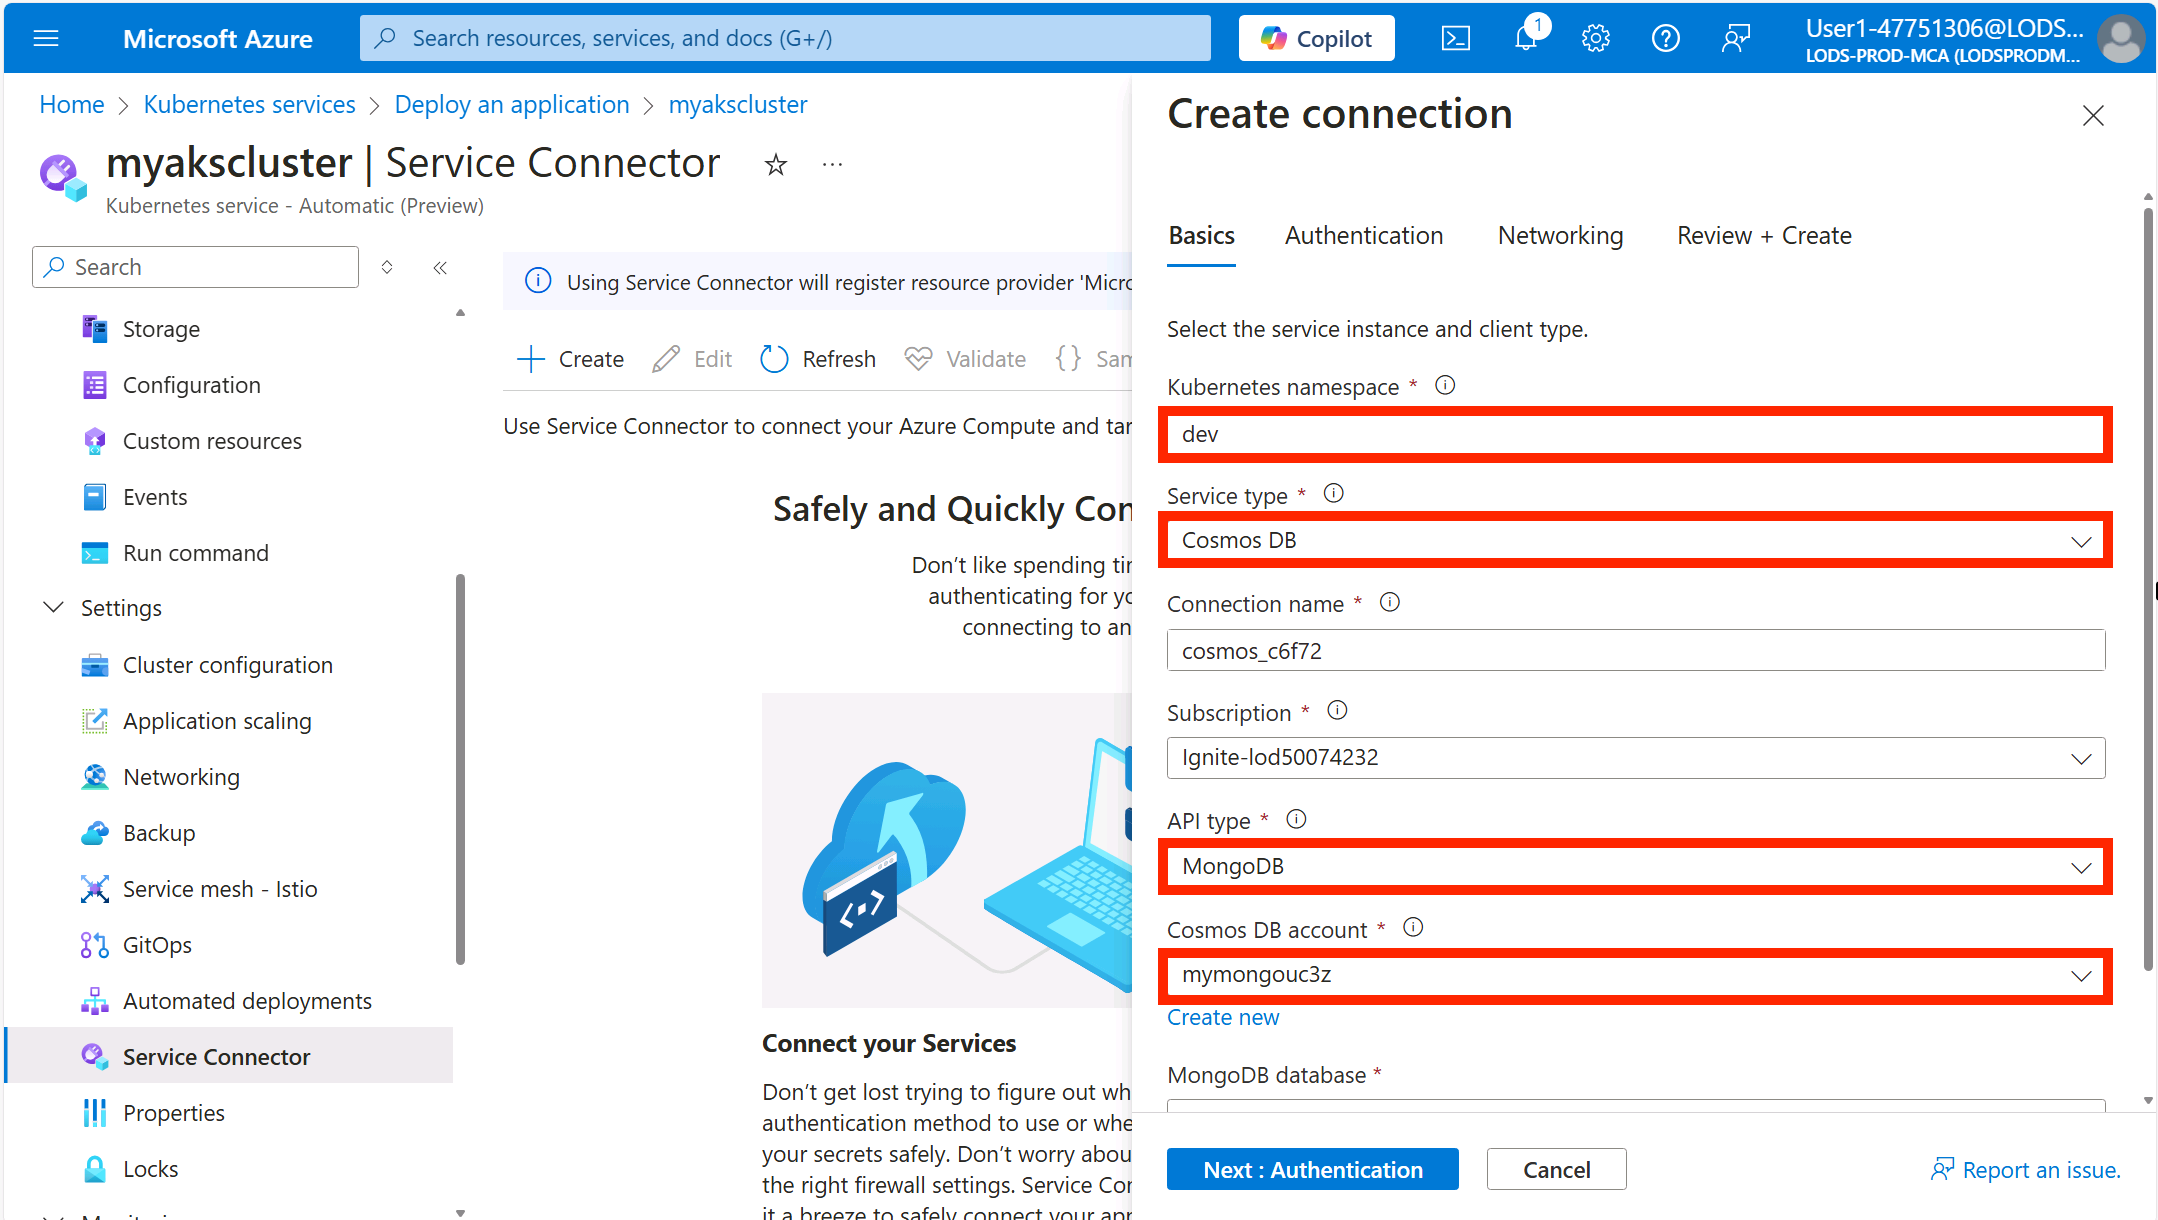 Microsoft Azure
Search resources, services, and docs (G+/)
Copilot
1
User1-47751306@LODS...
LODS-PROD-MCA (LODSPRODM...
Home > Kubernetes services > Deploy an application > myakscluster
myakscluster | Service Connector
...
Kubernetes service - Automatic (Preview)
Search
Storage
Configuration
Custom resources
Events
Run command
Settings
Cluster configuration
Application scaling
Networking
Backup
Service mesh - Istio
GitOps
Automated deployments
Service Connector
Properties
Locks
Using Service Connector will register resource provider 'Micro
Create
Edit
Refresh
Validate
Sam
Use Service Connector to connect your Azure Compute and tar
Safely and Quickly Con
Don’t like spending tir
authenticating for yo
connecting to an
Connect your Services
Don’t get lost trying to figure out wh
authentication method to use or whe
your secrets safely. Don’t worry abou
the right firewall settings. Service Cor
it a breeze to safely connect your
Create connection
Basics
Authentication
Networking
Review + Create
Select the service instance and client type.
Kubernetes namespace *
dev
Service type *
Cosmos DB
Connection name *
cosmos_c6f72
Subscription *
Ignite-lod50074232
API type *
MongoDB
Cosmos DB account *
mymongouc3z
Create new
MongoDB database *
Next : Authentication
Cancel
Report an issue.